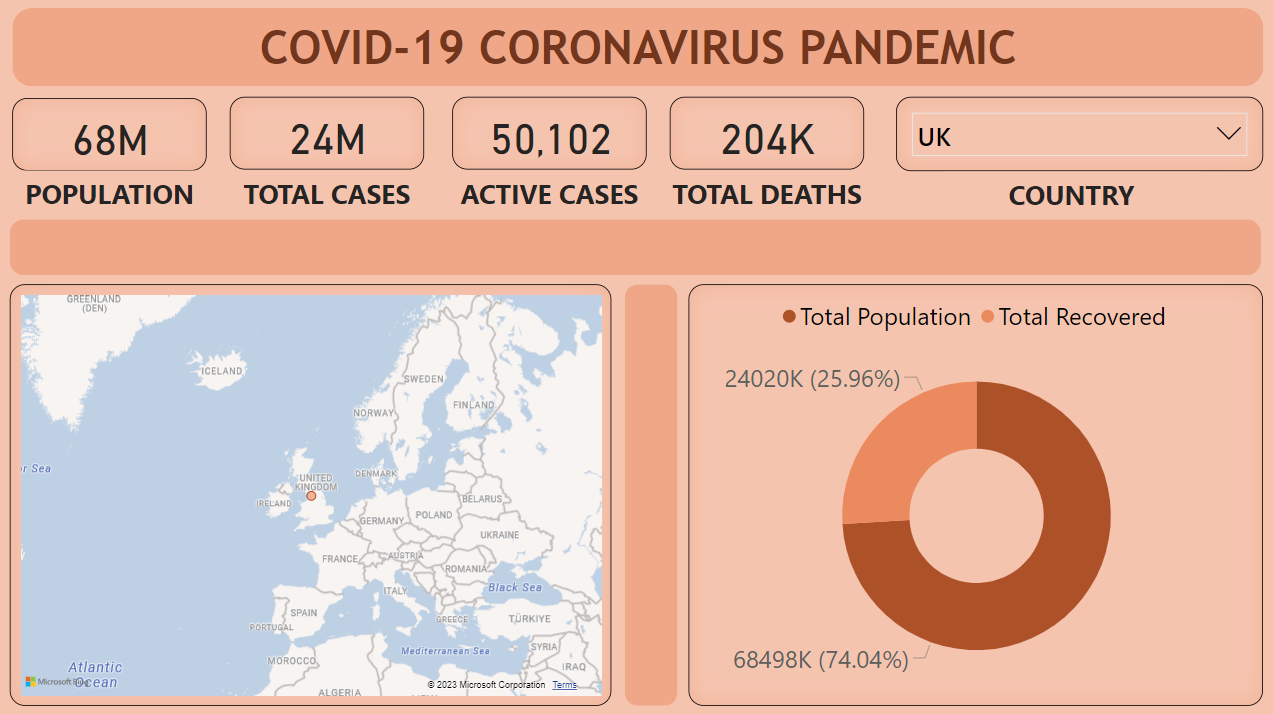 COVID-19 CORONAVIRUS PANDEMIC
68M
24M
50,102
204K
UK
POPULATION
TOTAL CASES
ACTIVE CASES
TOTAL DEATHS
COUNTRY
GREENLAND
(DEN)
ICELAND
SWEDEN
NORWAY
FINLAND
r Sea
UNITED
KINGDOM
DENMARK
IRELAND
BELARUS
POLAND
GERMANY
UKRAINE
FRANCE
AUSTRIA
ROMANIA
Black Sea
ITALY
SPAIN
PORTUGAL
GREECE
TÜRKIYE
Mediterranean Sea
SYRIA
MOROCCO
IRAQ
Atlantic
Ocean
Microsoft Bing
ALGERIA
© 2023 Microsoft Corporation Terms
Total Population Total Recovered
24020K (25.96%)
68498K (74.04%)